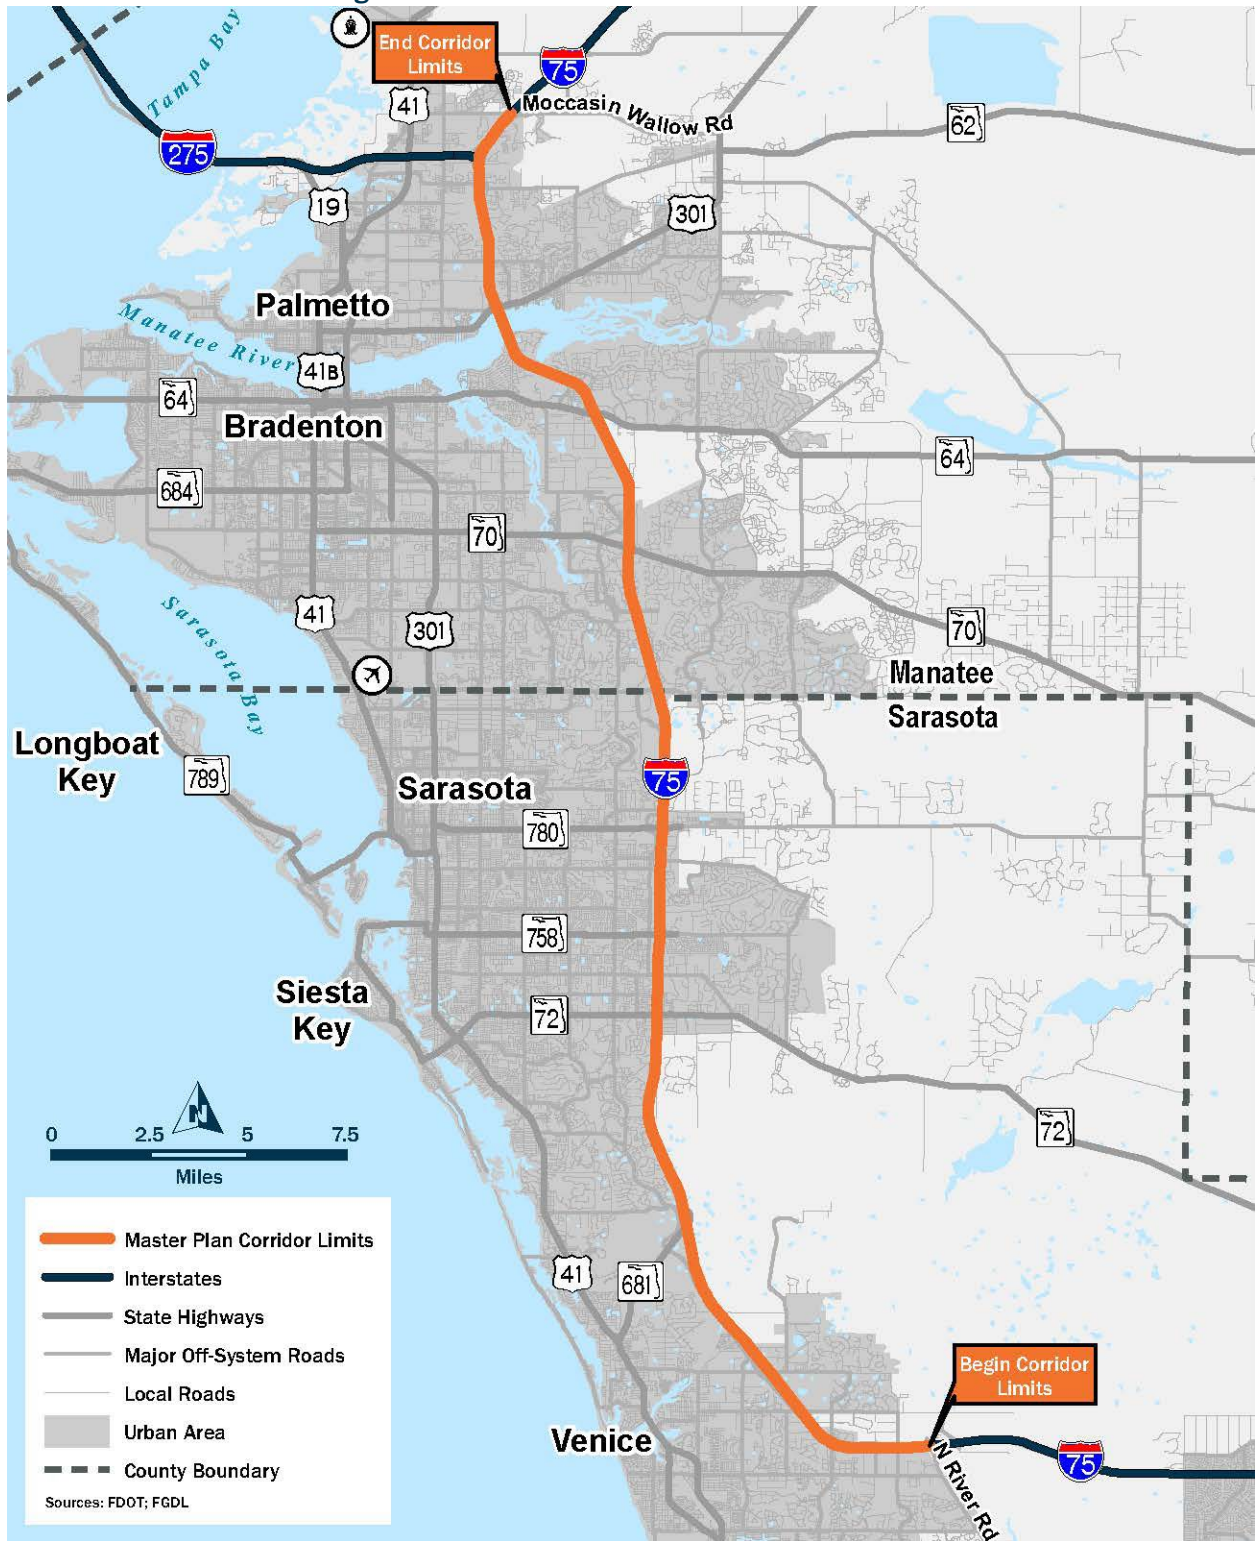 End Corridor
Limits
75
Moccasin Wallow Rd
Tampa Bay
41
62
275
19
301
Palmetto
Manatee River
41B
64
Bradenton
64
684
70
Sarasota Bay
41
301
70
Manatee
Sarasota
Longboat
Key
789
75
Sarasota
780
758
Siesta
Key
72
72
N
0 2.5 5 7.5
Miles
41
681
Begin Corridor
Limits
Venice
75
N River Rd
Master Plan Corridor Limits
Interstates
State Highways
Major Off-System Roads
Local Roads
Urban Area
County Boundary
Sources: FDOT; FGDL